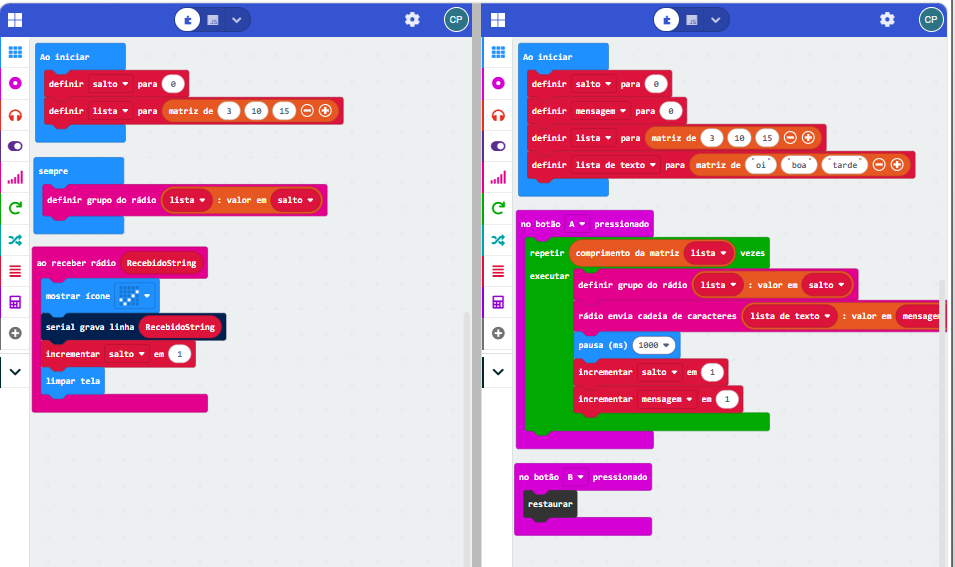 CP
Ao iniciar
definir salto para 0
definir lista para matriz de 3 10 15
sempre
definir grupo do rádio lista : valor em salto
ao receber rádio RecebidoString
mostrar ícone
serial grava linha RecebidoString
incrementar salto em 1
limpar tela
JS CP
Ao iniciar
definir salto para 0
definir mensagem para 0
definir lista para matriz de 3 10 15
definir lista de texto para matriz de "oi" "boa" "tarde"
no botão A pressionado
repetir comprimento da matriz lista vezes
executar
definir grupo do rádio lista : valor em salto
rádio envia cadeia de caracteres lista de texto : valor em mensagem
pausa (ms) 1000
incrementar salto em 1
incrementar mensagem em 1
no botão B pressionado
restaurar